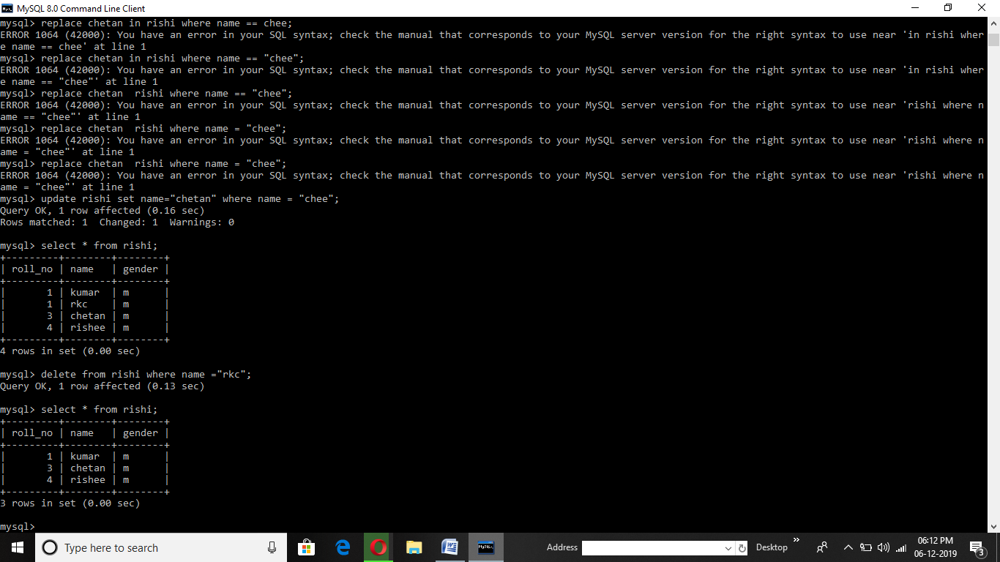 MySQL 8.0 Command Line Client
mysql> replace chetan in rishi where name == chee;
ERROR 1064 (42000): You have an error in your SQL syntax; check the manual that corresponds to your MySQL server version for the right syntax to use near 'in rishi wher
e name == chee' at line 1
mysql> replace chetan in rishi where name == "chee";
ERROR 1064 (42000): You have an error in your SQL syntax; check the manual that corresponds to your MySQL server version for the right syntax to use near 'in rishi wher
e name == "chee"' at line 1
mysql> replace chetan  rishi where name == "chee";
ERROR 1064 (42000): You have an error in your SQL syntax; check the manual that corresponds to your MySQL server version for the right syntax to use near 'rishi where n
ame == "chee"' at line 1
mysql> replace chetan  rishi where name = "chee";
ERROR 1064 (42000): You have an error in your SQL syntax; check the manual that corresponds to your MySQL server version for the right syntax to use near 'rishi where n
ame = "chee"' at line 1
mysql> replace chetan  rishi where name = "chee";
ERROR 1064 (42000): You have an error in your SQL syntax; check the manual that corresponds to your MySQL server version for the right syntax to use near 'rishi where n
ame = "chee"' at line 1
mysql> update rishi set name="chetan" where name = "chee";
Query OK, 1 row affected (0.16 sec)
Rows matched: 1  Changed: 1  Warnings: 0
mysql> select * from rishi;
+---------+--------+--------+
| roll_no | name   | gender |
+---------+--------+--------+
|       1 | kumar  | m      |
|       1 | rkc    | m      |
|       3 | chetan | m      |
|       4 | rishee | m      |
+---------+--------+--------+
4 rows in set (0.00 sec)
mysql> delete from rishi where name ="rkc";
Query OK, 1 row affected (0.13 sec)
mysql> select * from rishi;
+---------+--------+--------+
| roll_no | name   | gender |
+---------+--------+--------+
|       1 | kumar  | m      |
|       3 | chetan | m      |
|       4 | rishee | m      |
+---------+--------+--------+
3 rows in set (0.00 sec)
mysql>
Type here to search
Address
Desktop
06:12 PM
06-12-2019
3